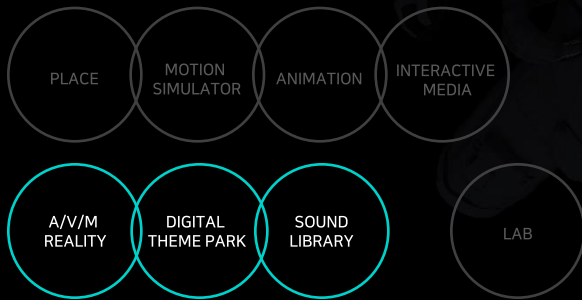 PLACE
MOTION
SIMULATOR
ANIMATION
INTERACTIVE
MEDIA
A/V/M
REALITY
DIGITAL
THEME PARK
SOUND
LIBRARY
LAB